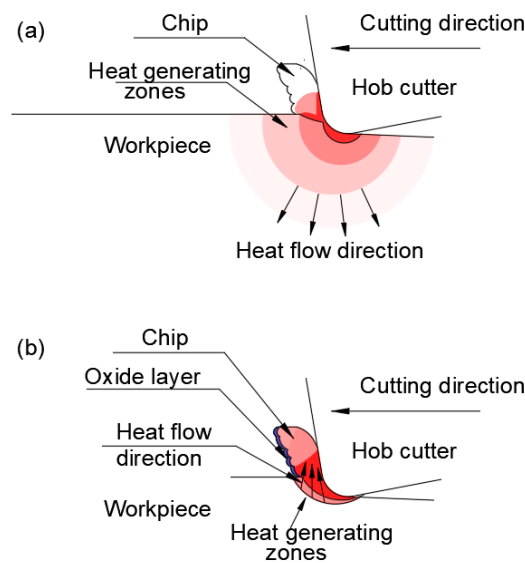 (a)
Chip
Cutting direction
Heat generating
zones
Hob cutter
Workpiece
Heat flow direction
(b)
Chip
Oxide layer
Cutting direction
Heat flow
direction
Hob cutter
Workpiece
Heat generating
zones